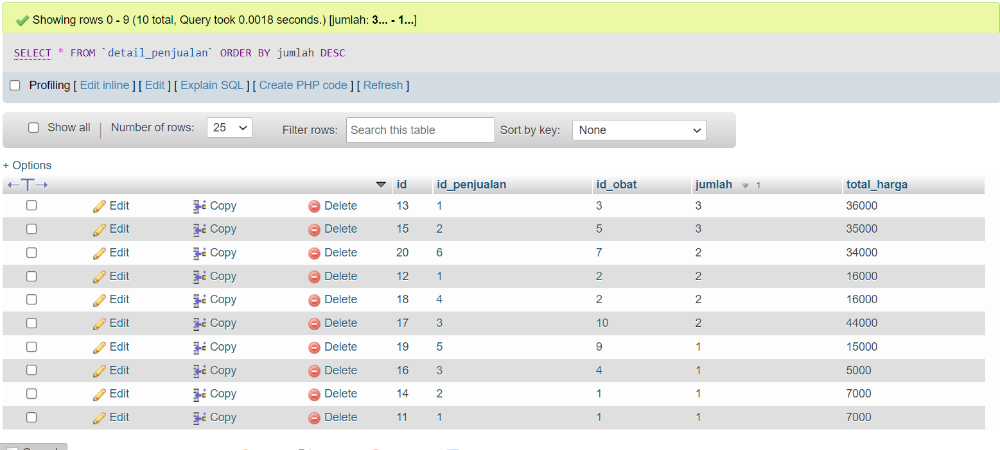 Showing rows 0 - 9 (10 total, Query took 0.0018 seconds.) [jumlah: 3... - 1...]
SELECT * FROM `detail_penjualan` ORDER BY jumlah DESC
Profiling [ Edit inline ] [ Edit ] [ Explain SQL ] [ Create PHP code ] [ Refresh ]
Show all | Number of rows: 25 Filter rows: Search this table Sort by key: None
+ Options
←T→ id id_penjualan id_obat jumlah 1 total_harga
Edit Copy Delete 13 1 3 3 36000
Edit Copy Delete 15 2 5 3 35000
Edit Copy Delete 20 6 7 2 34000
Edit Copy Delete 12 1 2 2 16000
Edit Copy Delete 18 4 2 2 16000
Edit Copy Delete 17 3 10 2 44000
Edit Copy Delete 19 5 9 1 15000
Edit Copy Delete 16 3 4 1 5000
Edit Copy Delete 14 2 1 1 7000
Edit Copy Delete 11 1 1 1 7000